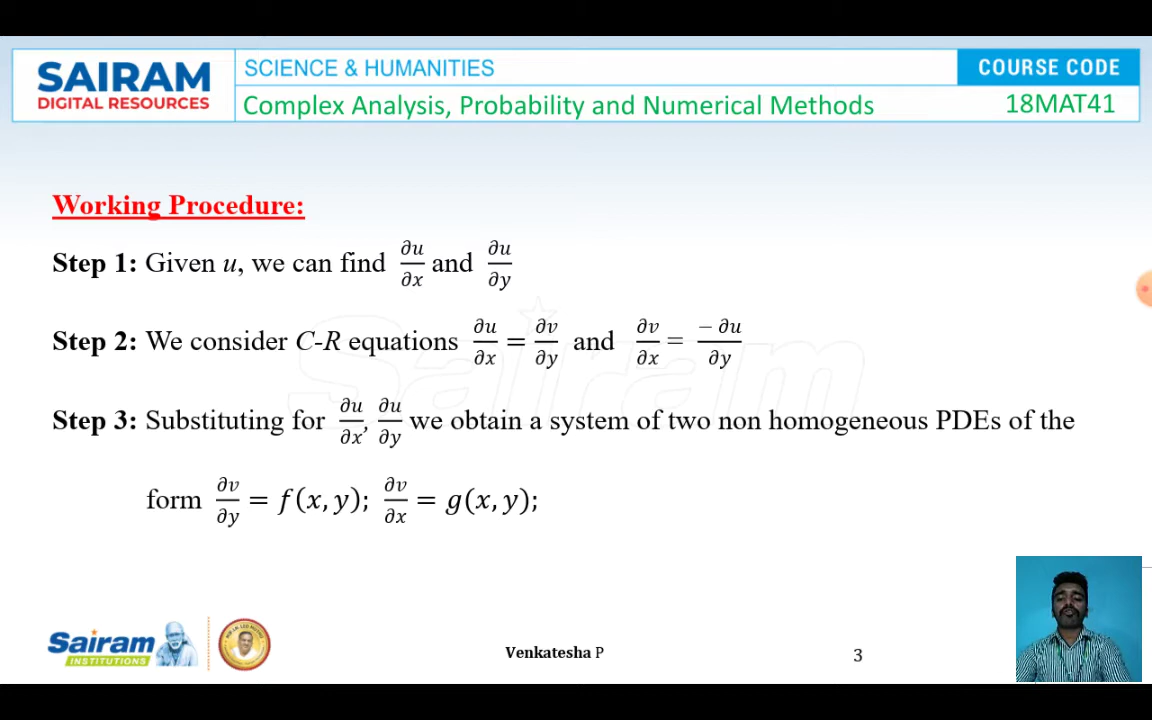 SAIRAM
DIGITAL RESOURCES
SCIENCE & HUMANITIES
COURSE CODE
Complex Analysis, Probability and Numerical Methods
18MAT41
Working Procedure:
Step 1: Given u, we can find ∂u/∂x and ∂u/∂y
Step 2: We consider C-R equations ∂u/∂x = ∂v/∂y and ∂v/∂x = −∂u/∂y
Step 3: Substituting for ∂u/∂x, ∂u/∂y we obtain a system of two non homogeneous PDEs of the
form ∂v/∂y = f(x, y); ∂v/∂x = g(x, y);
Sairam
Sairam
INSTITUTIONS
Venkatesha P
3